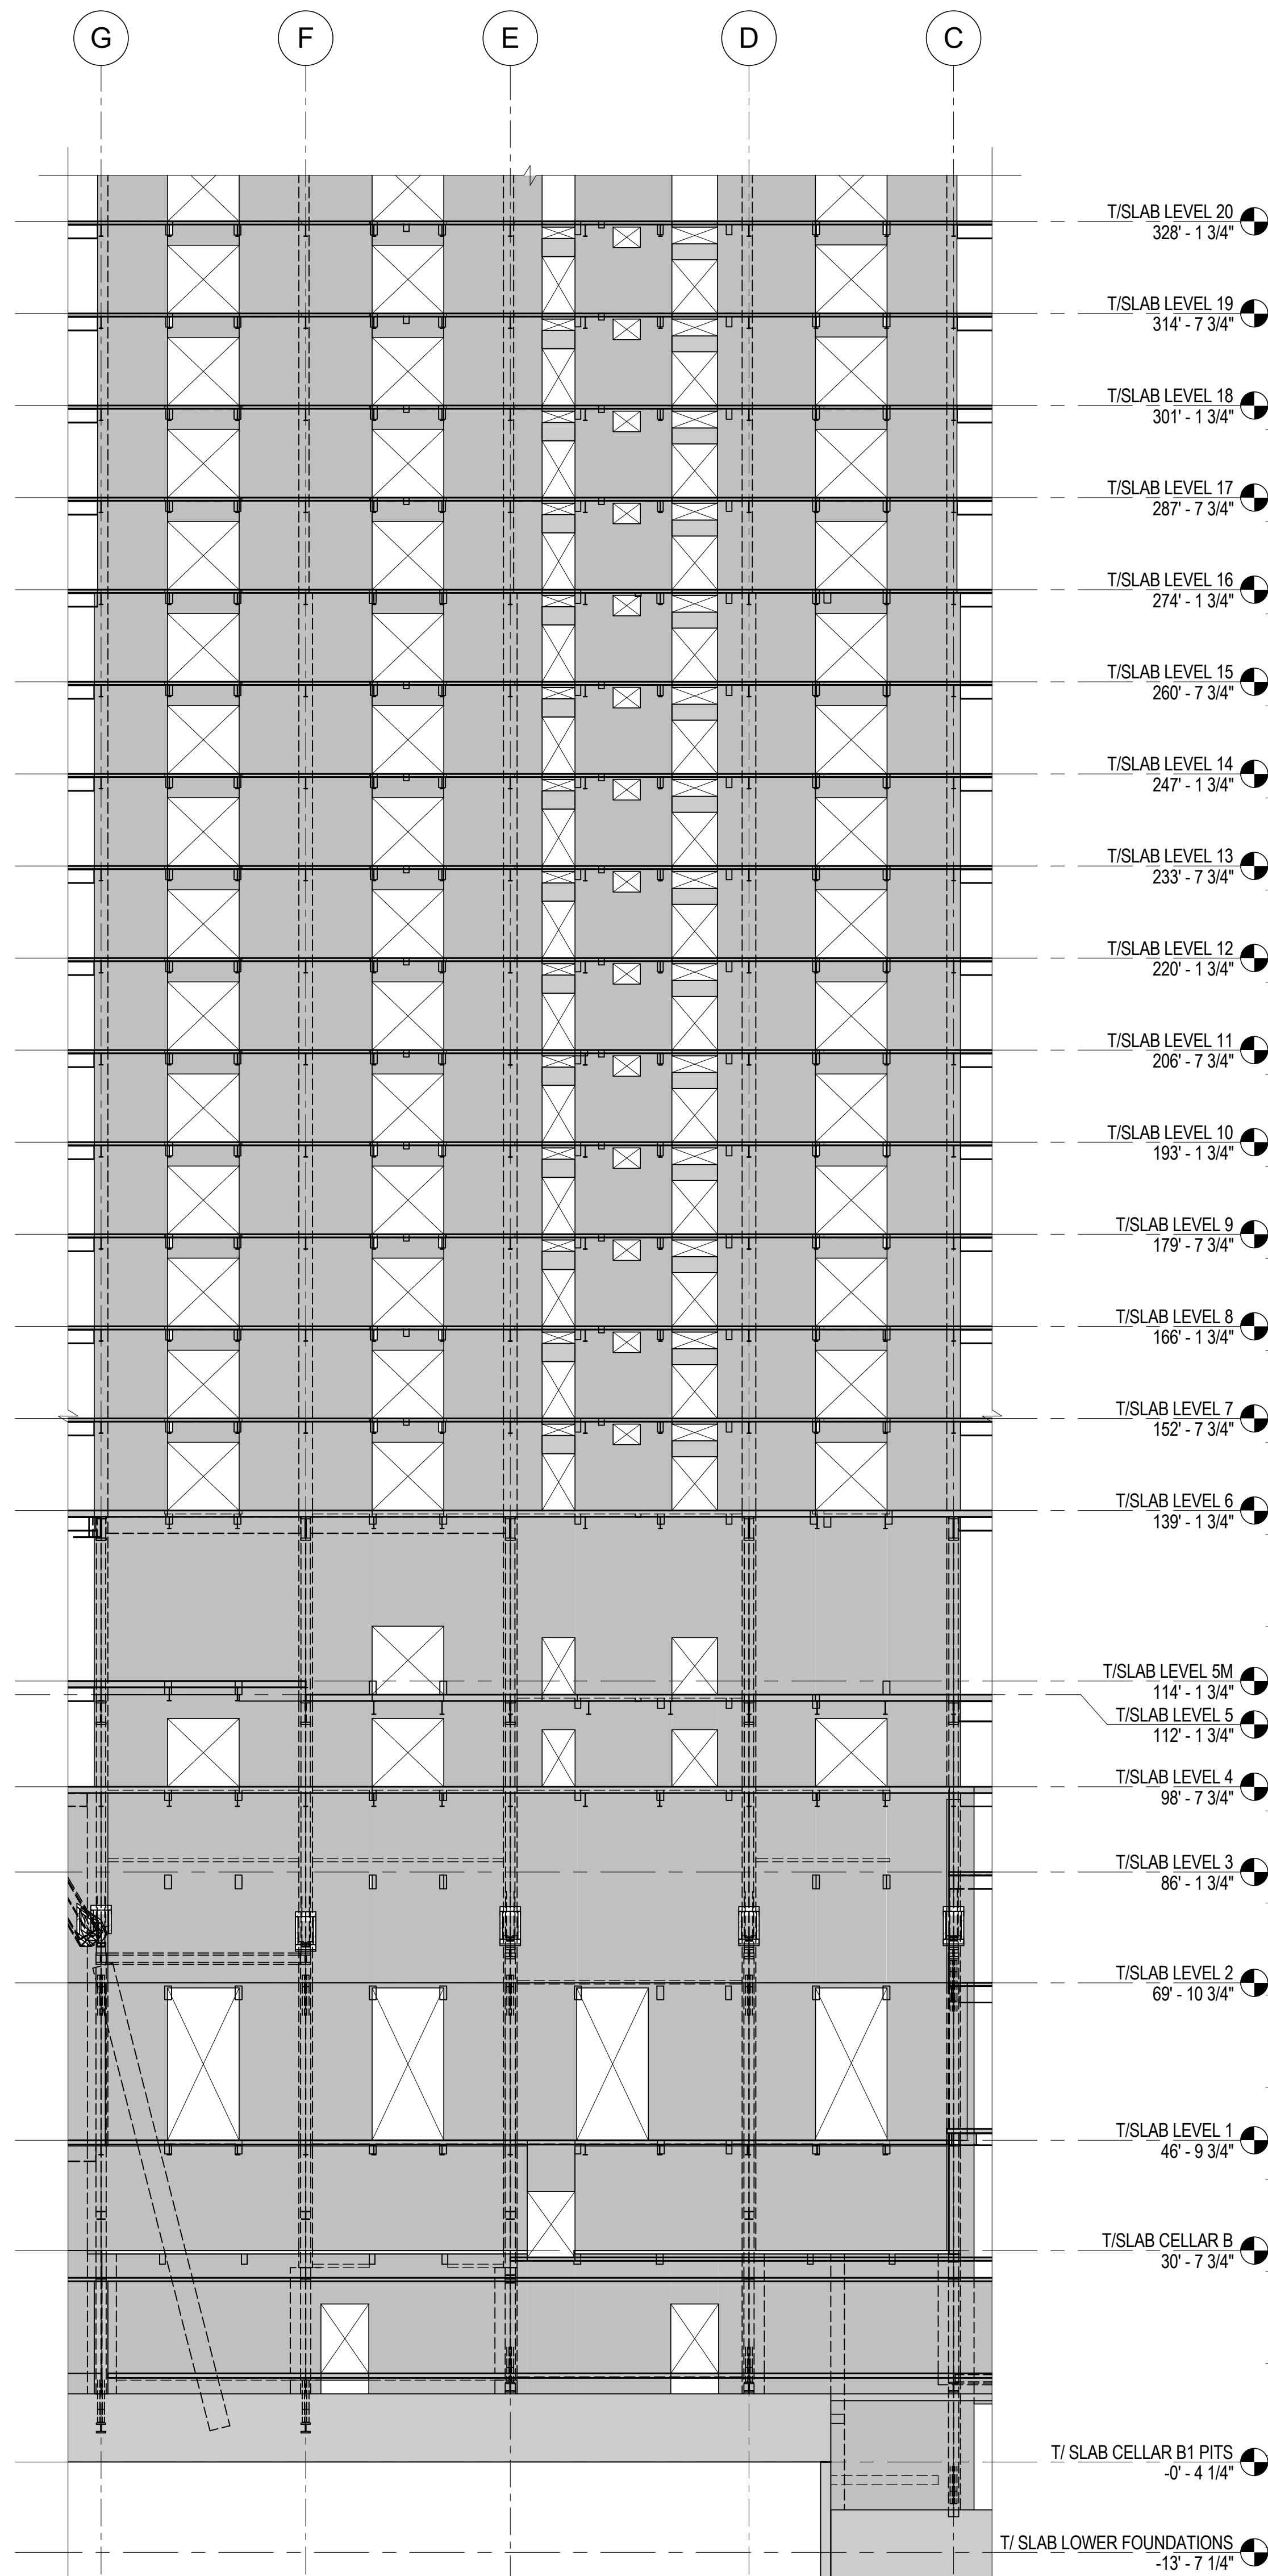 G F E D C
T/SLAB LEVEL 20
328' - 1 3/4"
T/SLAB LEVEL 19
314' - 7 3/4"
T/SLAB LEVEL 18
301' - 1 3/4"
T/SLAB LEVEL 17
287' - 7 3/4"
T/SLAB LEVEL 16
274' - 1 3/4"
T/SLAB LEVEL 15
260' - 7 3/4"
T/SLAB LEVEL 14
247' - 1 3/4"
T/SLAB LEVEL 13
233' - 7 3/4"
T/SLAB LEVEL 12
220' - 1 3/4"
T/SLAB LEVEL 11
206' - 7 3/4"
T/SLAB LEVEL 10
193' - 1 3/4"
T/SLAB LEVEL 9
179' - 7 3/4"
T/SLAB LEVEL 8
166' - 1 3/4"
T/SLAB LEVEL 7
152' - 7 3/4"
T/SLAB LEVEL 6
139' - 1 3/4"
T/SLAB LEVEL 5M
114' - 1 3/4"
T/SLAB LEVEL 5
112' - 1 3/4"
T/SLAB LEVEL 4
98' - 7 3/4"
T/SLAB LEVEL 3
86' - 1 3/4"
T/SLAB LEVEL 2
69' - 10 3/4"
T/SLAB LEVEL 1
46' - 9 3/4"
T/SLAB CELLAR B
30' - 7 3/4"
T/ SLAB CELLAR B1 PITS
-0' - 4 1/4"
T/ SLAB LOWER FOUNDATIONS
-13' - 7 1/4"